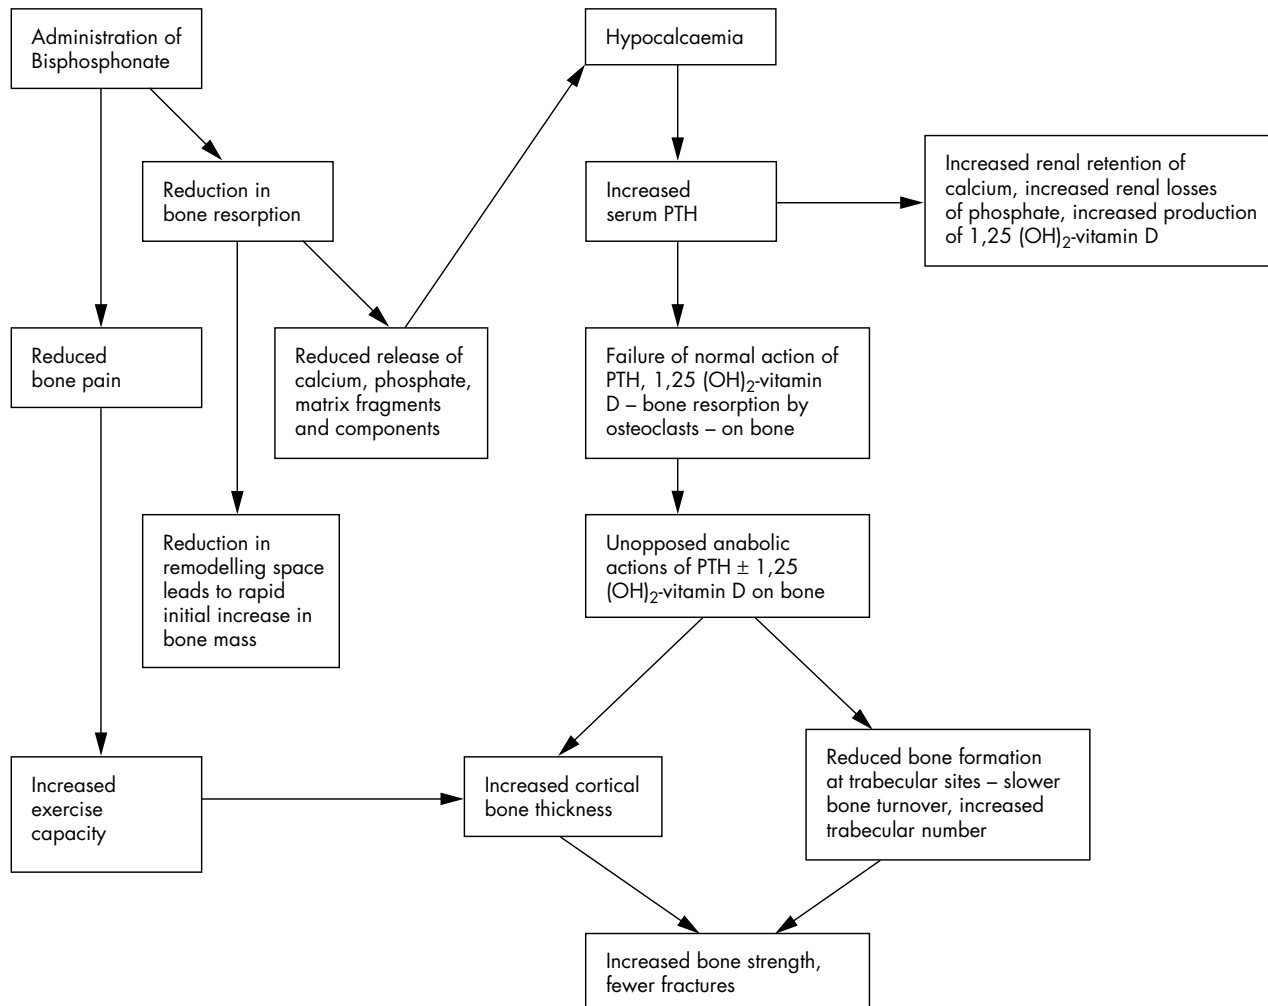 Administration of
Bisphosphonate
Hypocalcaemia
Reduction in
bone resorption
Increased
serum PTH
Increased renal retention of
calcium, increased renal losses
of phosphate, increased production
of 1,25 (OH)2-vitamin D
Reduced
bone pain
Reduced release of
calcium, phosphate,
matrix fragments
and components
Failure of normal action of
PTH, 1,25 (OH)2-vitamin
D – bone resorption by
osteoclasts – on bone
Reduction in
remodelling space
leads to rapid
initial increase in
bone mass
Unopposed anabolic
actions of PTH ± 1,25
(OH)2-vitamin D on bone
Increased
exercise
capacity
Increased cortical
bone thickness
Reduced bone formation
at trabecular sites – slower
bone turnover, increased
trabecular number
Increased bone strength,
fewer fractures